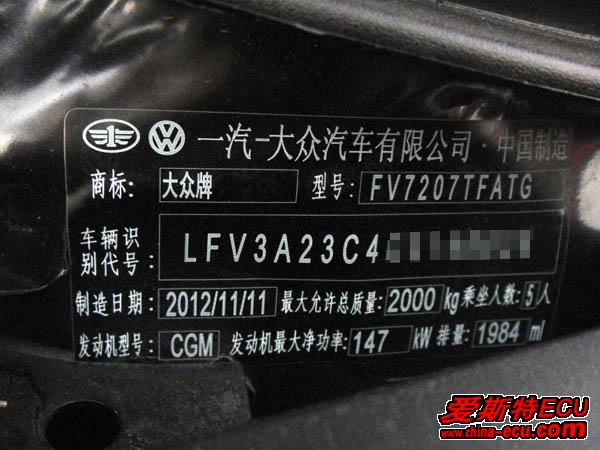 一汽-大众汽车有限公司·中国制造
商标: 大众牌 型号: FV7207TFATG
车辆识别代号: LFV3A23C4
制造日期: 2012/11/11 最大允许总质量: 2000 kg 乘坐人数: 5 人
发动机型号: CGM 发动机最大净功率: 147 kW 排量: 1984 ml
爱斯特ECU
www.china-ecu.com